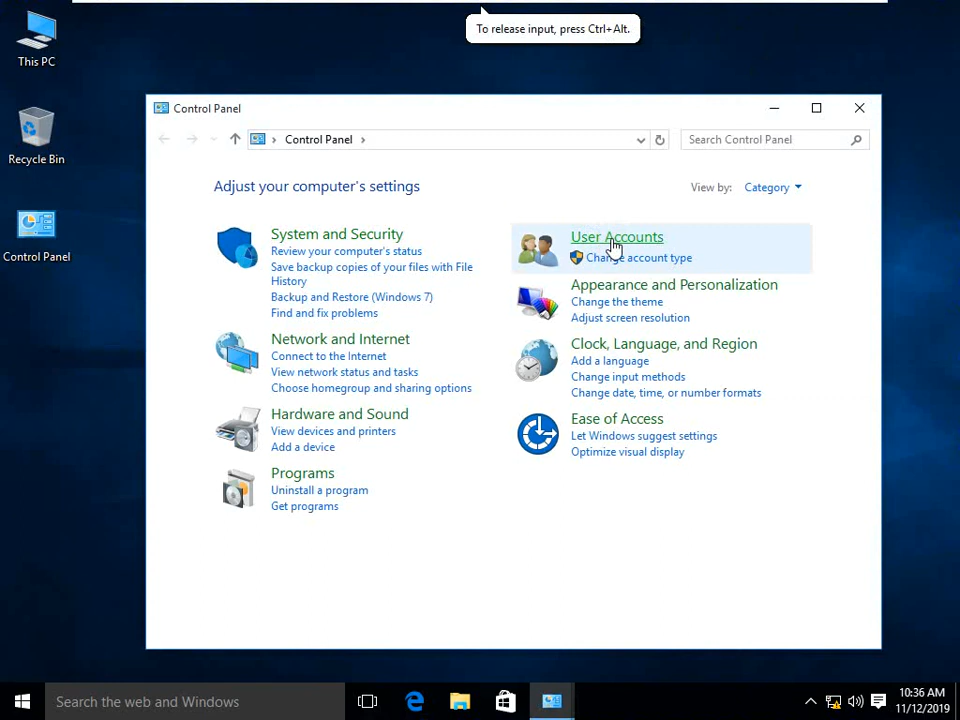 To release input, press Ctrl+Alt.
This PC
Recycle Bin
Control Panel
Control Panel
Control Panel
Search Control Panel
Adjust your computer's settings
View by: Category
System and Security
Review your computer's status
Save backup copies of your files with File
History
Backup and Restore (Windows 7)
Find and fix problems
Network and Internet
Connect to the Internet
View network status and tasks
Choose homegroup and sharing options
Hardware and Sound
View devices and printers
Add a device
Programs
Uninstall a program
Get programs
User Accounts
Change account type
Appearance and Personalization
Change the theme
Adjust screen resolution
Clock, Language, and Region
Add a language
Change input methods
Change date, time, or number formats
Ease of Access
Let Windows suggest settings
Optimize visual display
Search the web and Windows
10:36 AM
11/12/2019